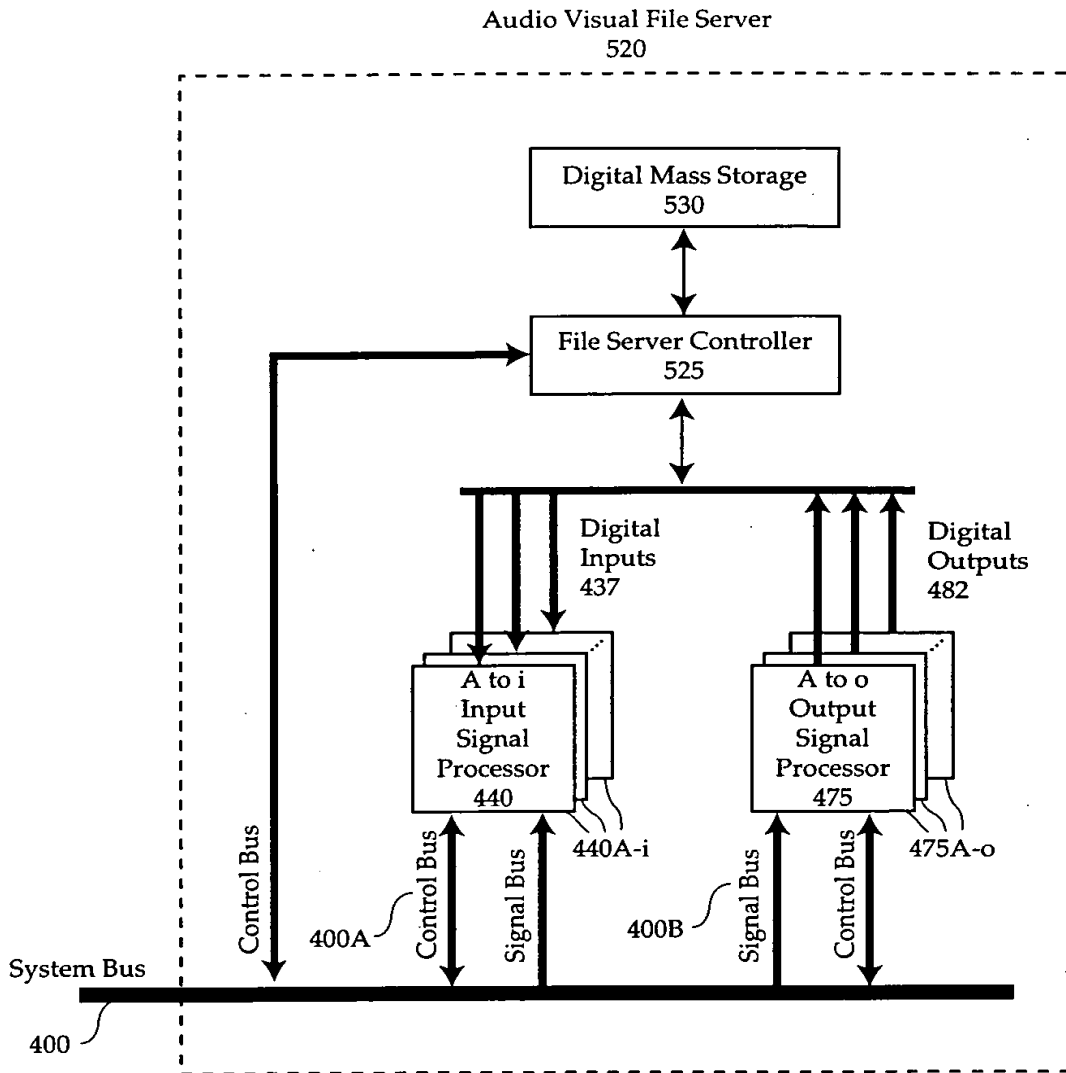 Audio Visual File Server
520
Digital Mass Storage
530
File Server Controller
525
Digital
Inputs
437
Digital
Outputs
482
A to i
Input
Signal
Processor
440
A to o
Output
Signal
Processor
475
440A-i
475A-o
Control Bus
400A
Control Bus
Signal Bus
400B
Signal Bus
Control Bus
System Bus
400